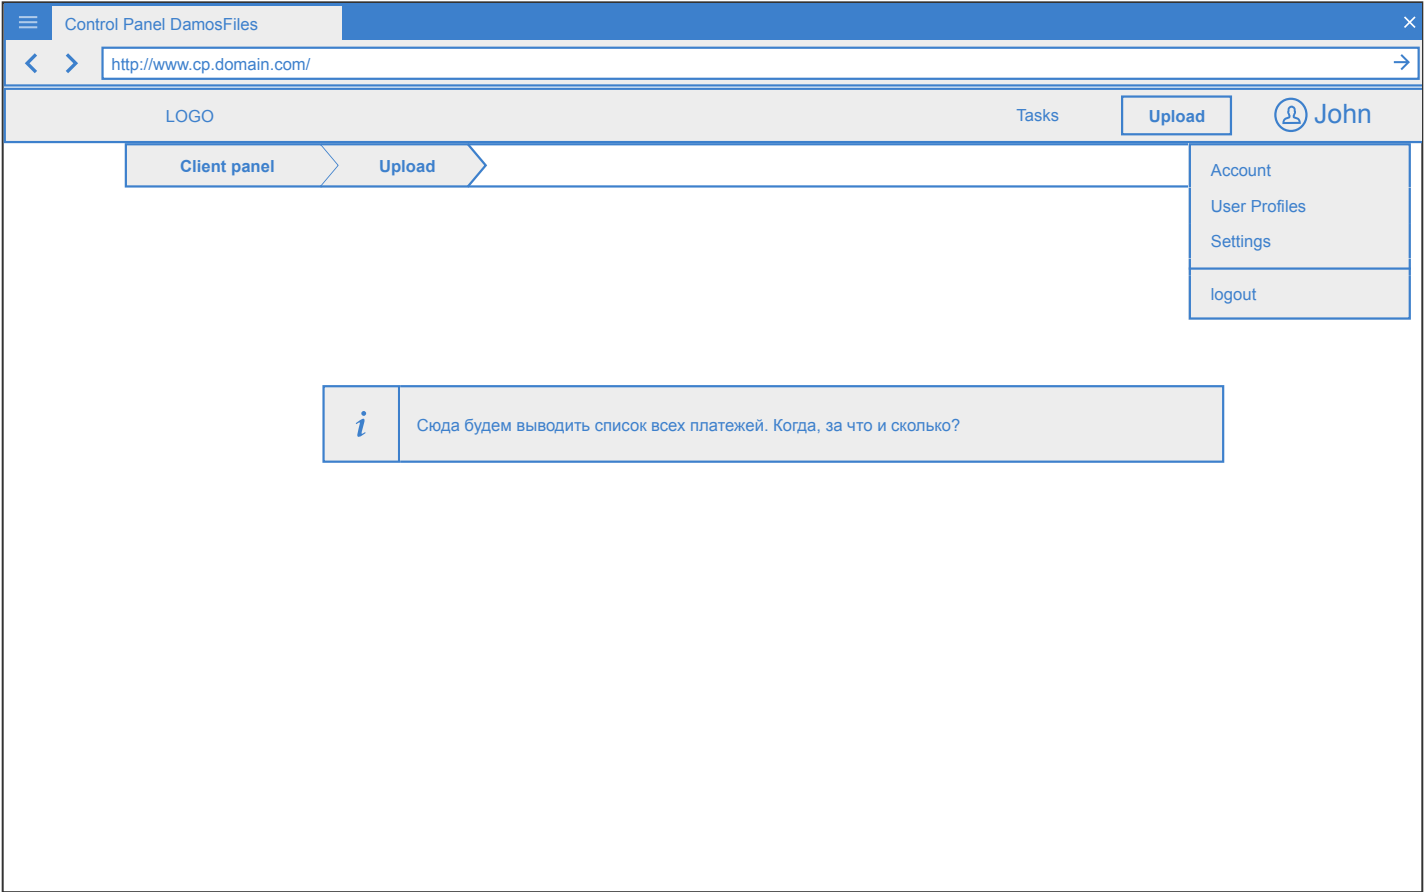 Control Panel DamosFiles
http://www.cp.domain.com/
LOGO
Tasks
Upload
John
Client panel
Upload
Account
User Profiles
Settings
logout
i
Сюда будем выводить список всех платежей. Когда, за что и сколько?